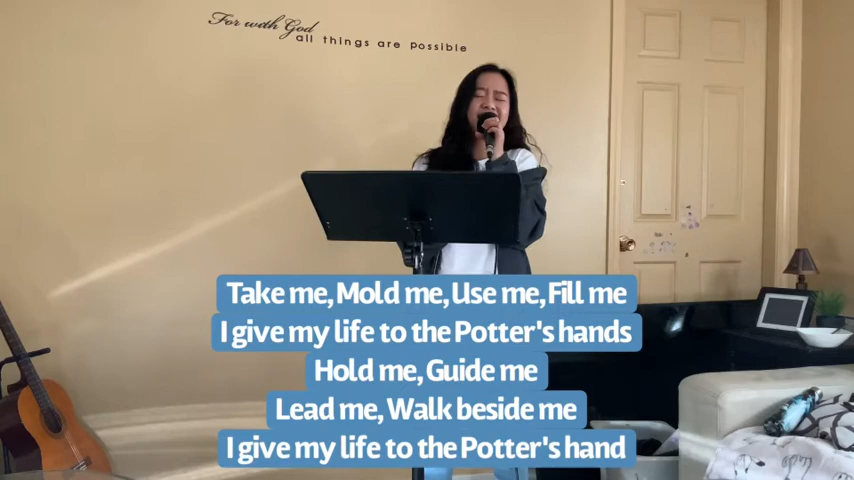 For with God
all things are possible
Take me, Mold me, Use me, Fill me
I give my life to the Potter's hands
Hold me, Guide me
Lead me, Walk beside me
I give my life to the Potter's hand